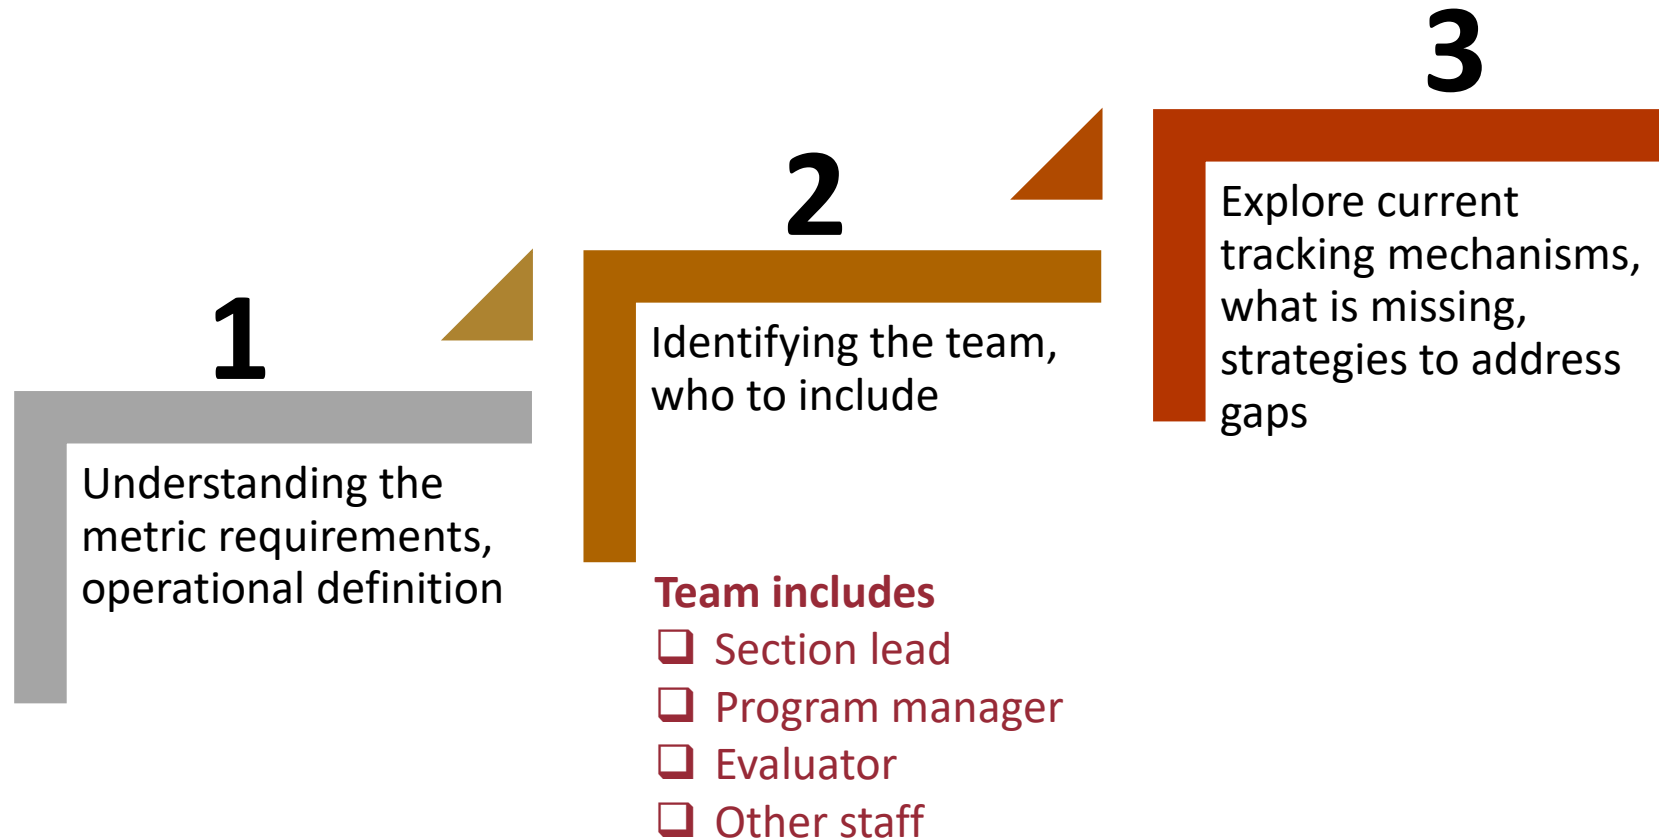 1
Understanding the
metric requirements,
operational definition
2
Identifying the team,
who to include
Team includes
❑ Section lead
❑ Program manager
❑ Evaluator
❑ Other staff
3
Explore current
tracking mechanisms,
what is missing,
strategies to address
gaps